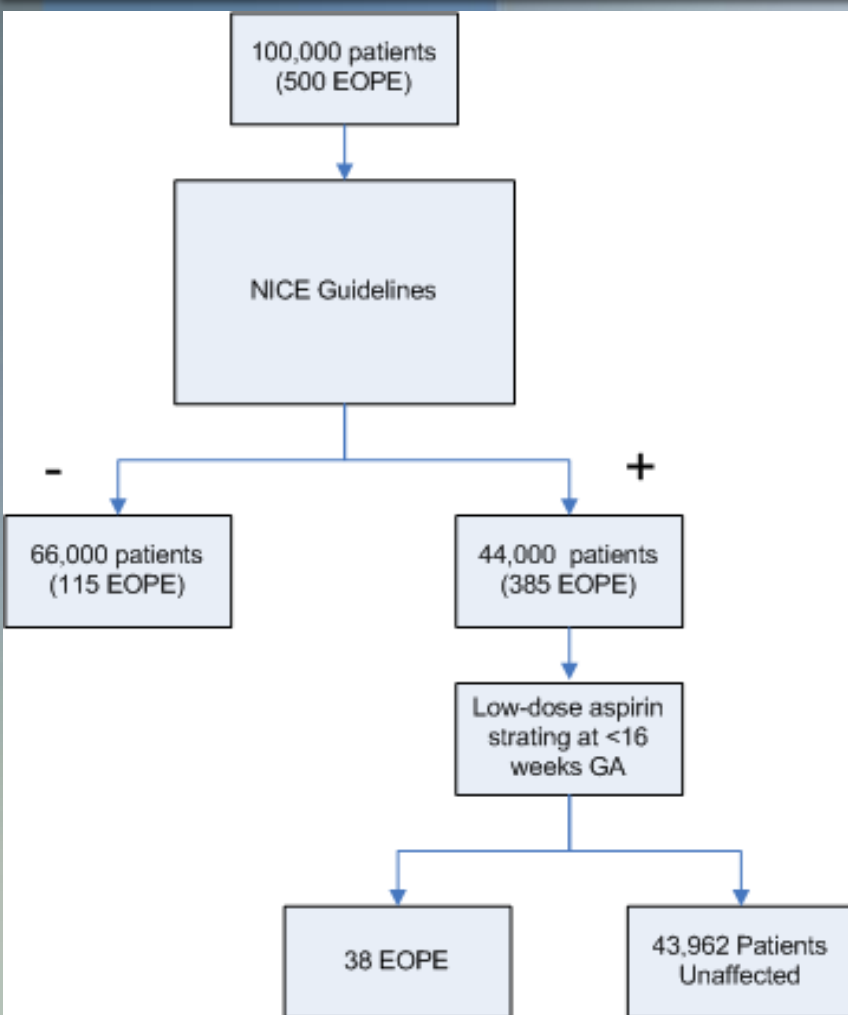 100,000 patients
(500 EOPE)
NICE Guidelines
-
+
66,000 patients
(115 EOPE)
44,000 patients
(385 EOPE)
Low-dose aspirin
strating at <16
weeks GA
38 EOPE
43,962 Patients
Unaffected